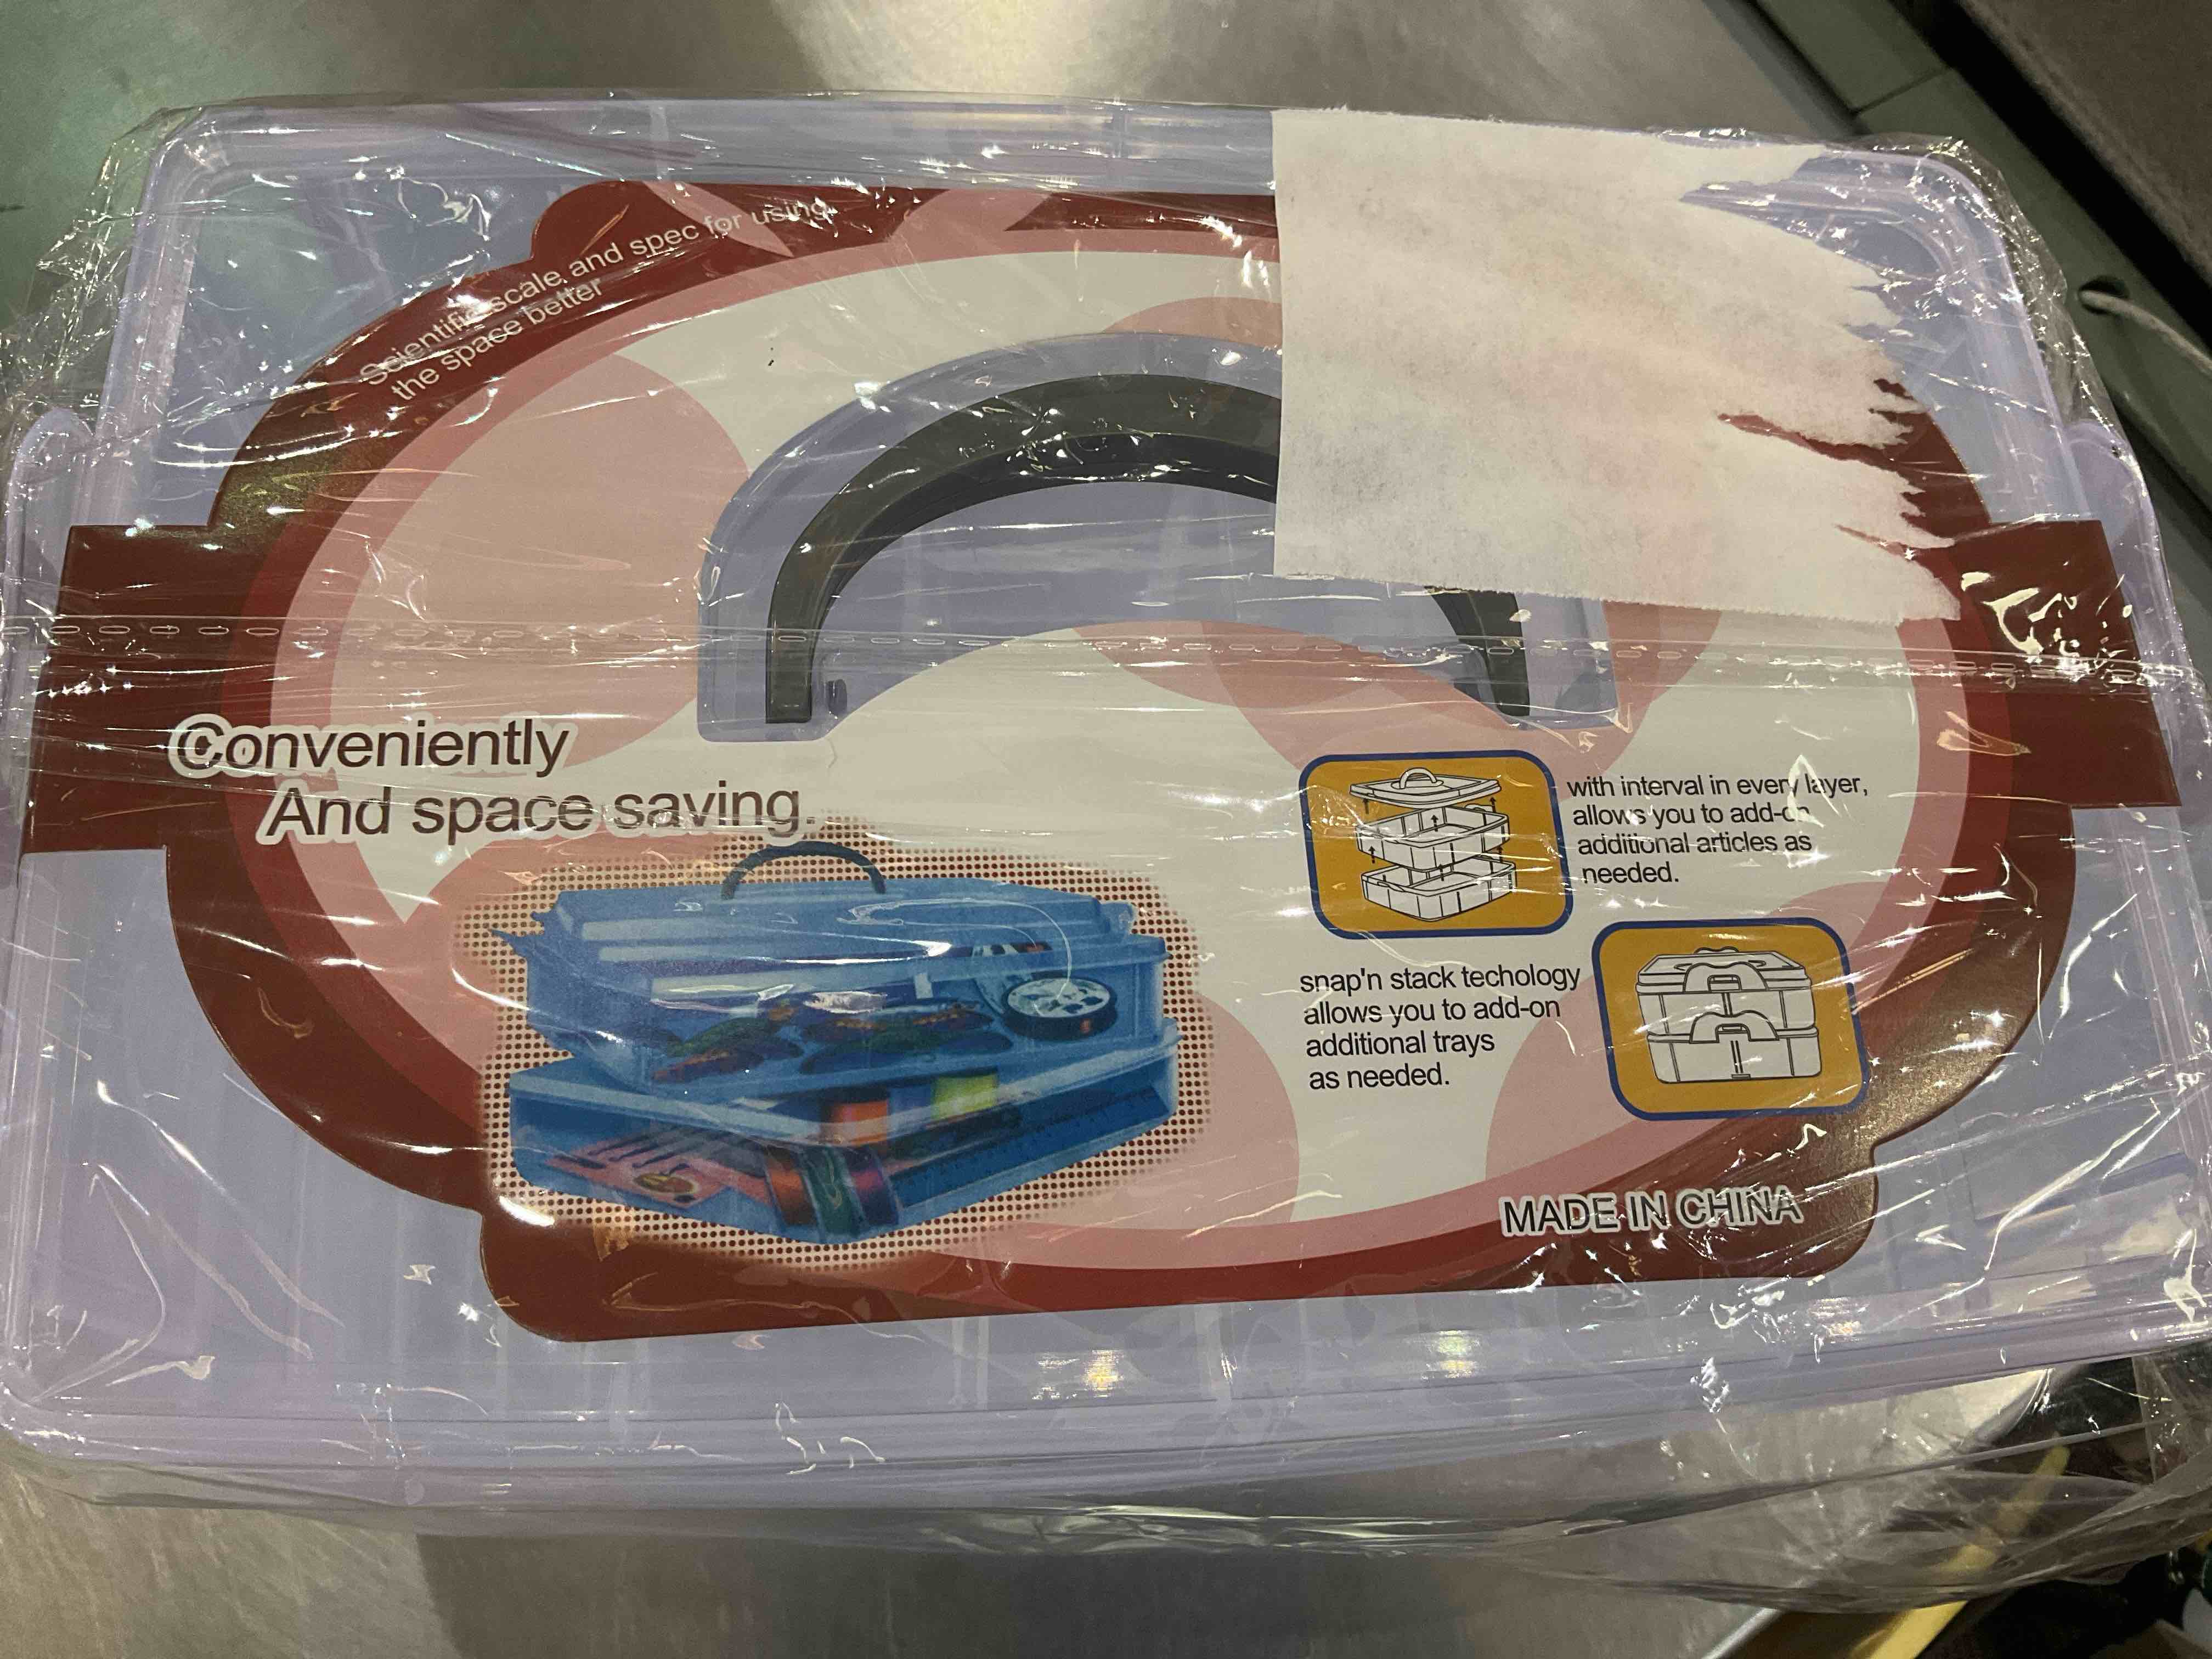 Scientific scale and spec for using
the space better
Conveniently
And space saving.
with interval in every layer,
allows you to add-on
additional articles as
needed.
snap'n stack techology
allows you to add-on
additional trays
as needed.
MADE IN CHINA